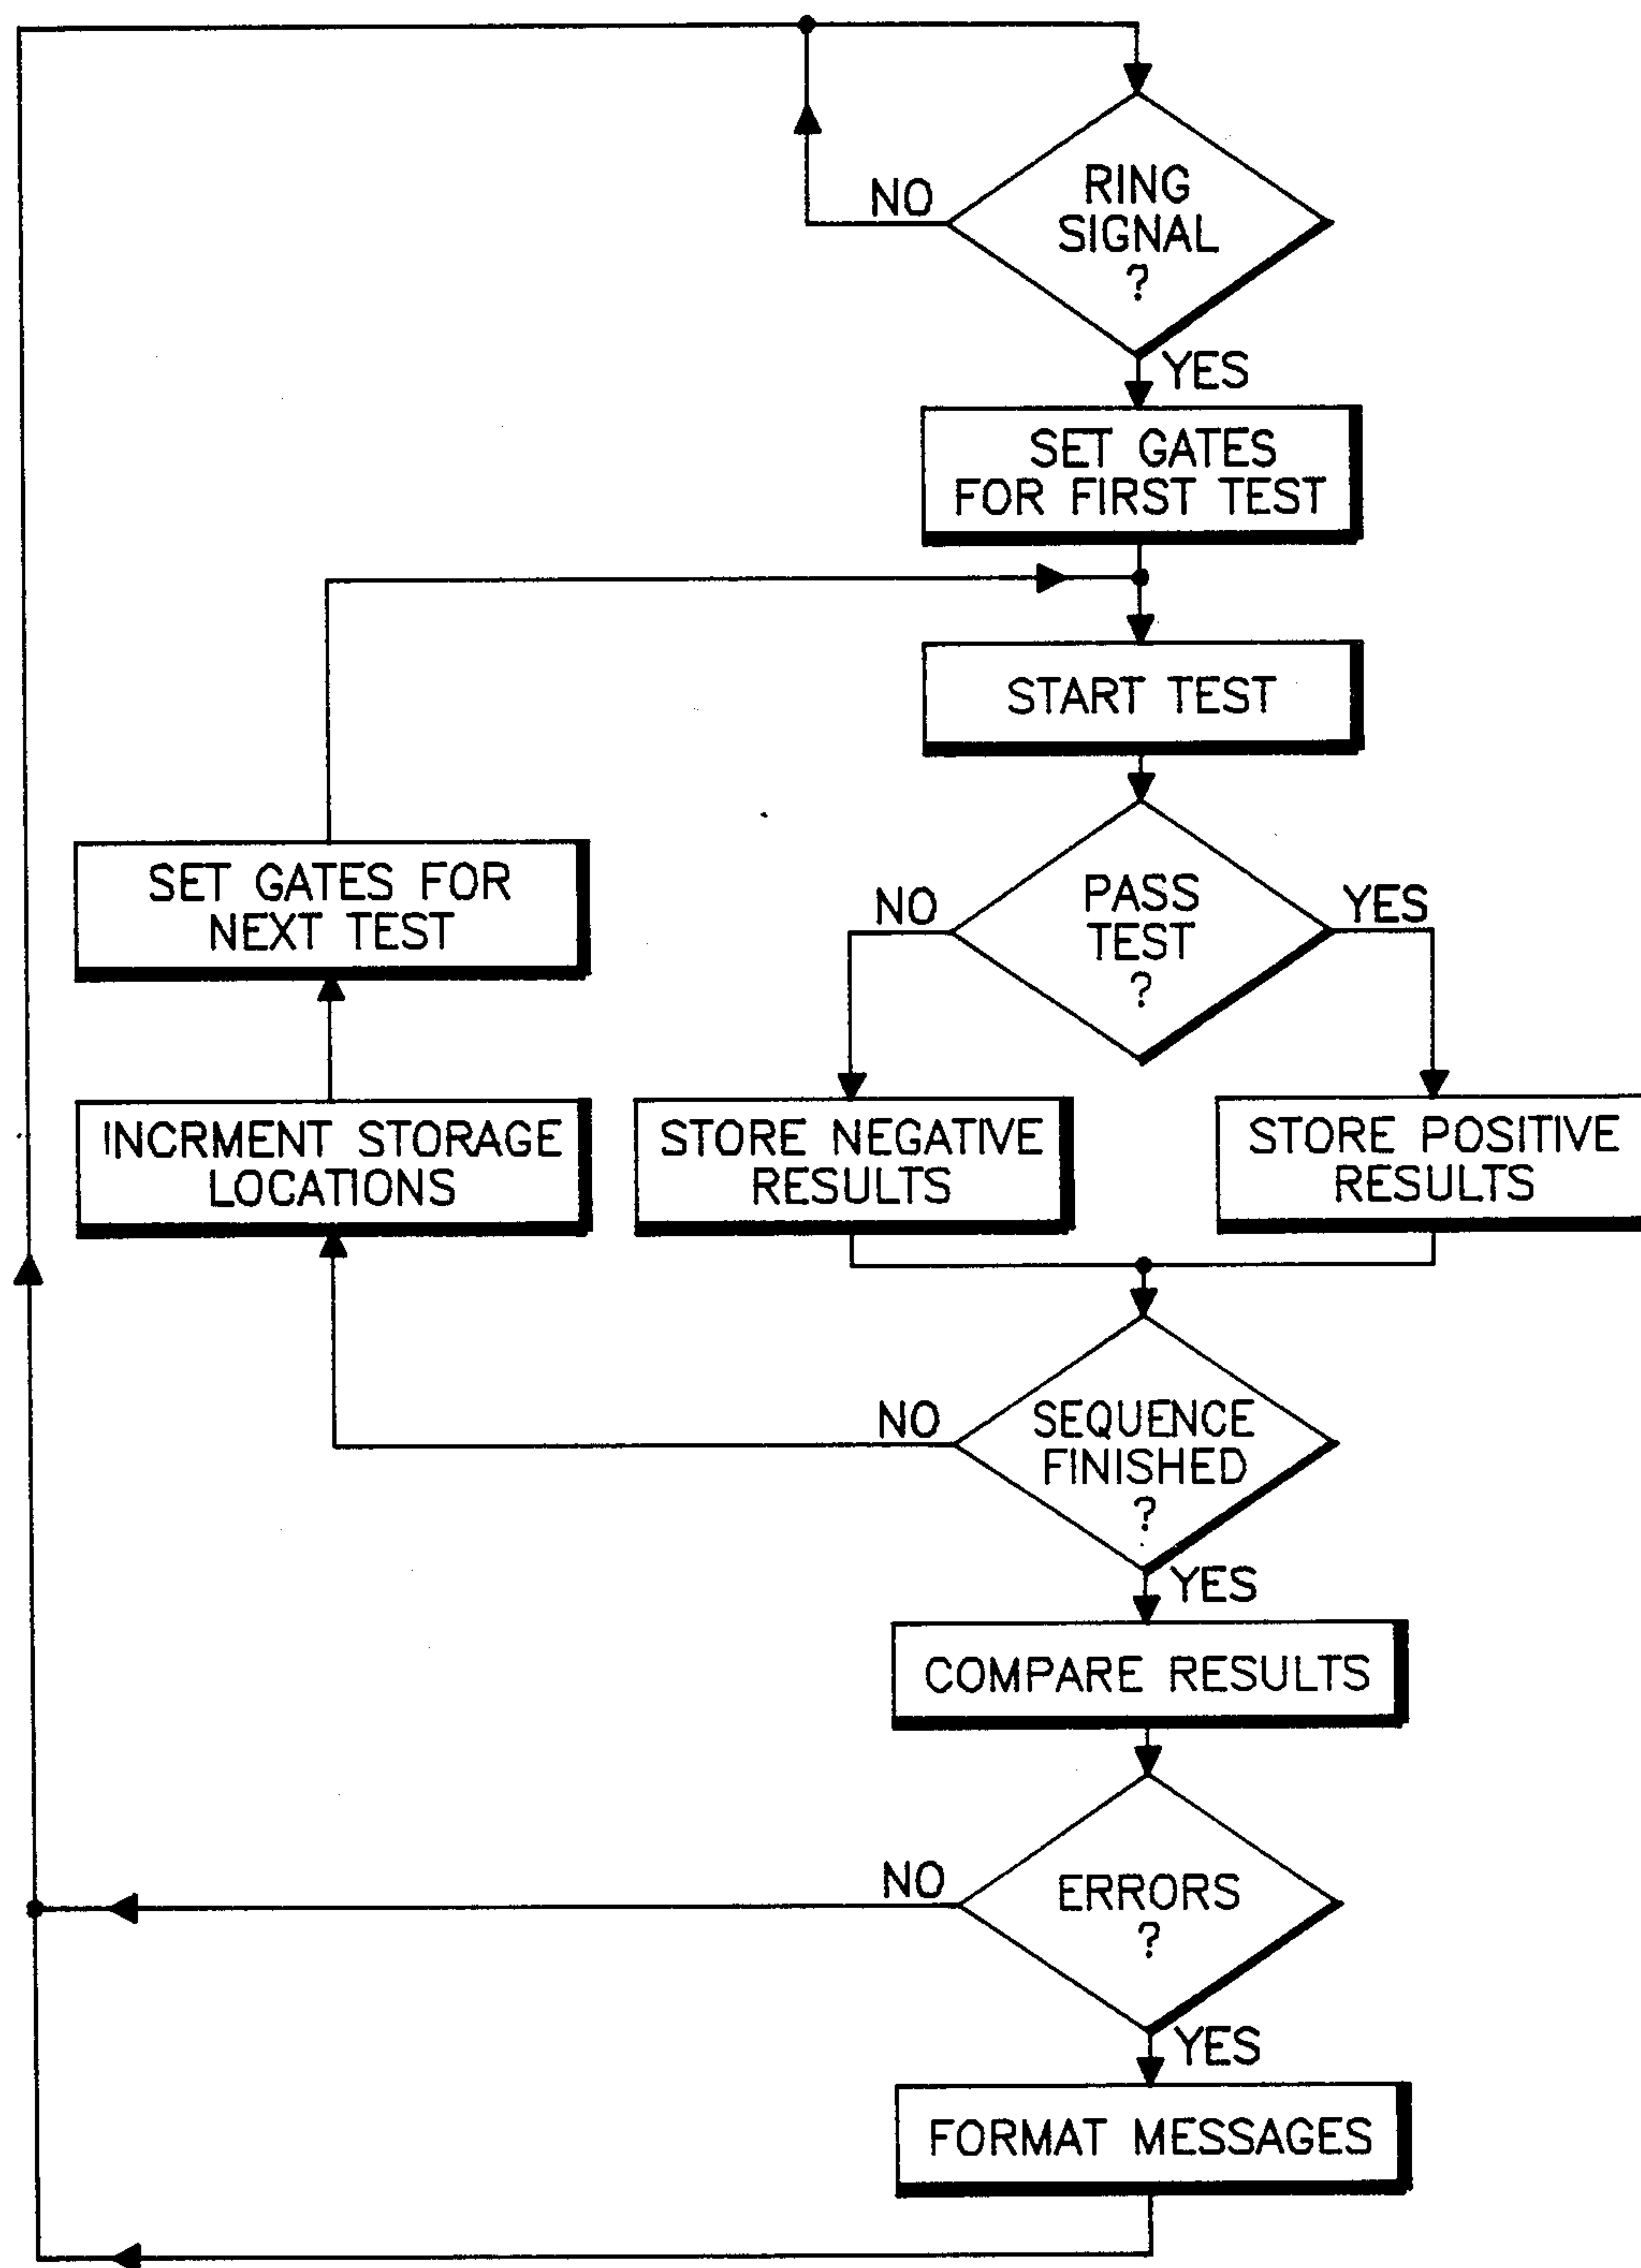 NO
RING
SIGNAL
?
YES
SET GATES
FOR FIRST TEST
START TEST
SET GATES FOR
NEXT TEST
NO
PASS
TEST
?
YES
INCRMENT STORAGE
LOCATIONS
STORE NEGATIVE
RESULTS
STORE POSITIVE
RESULTS
NO
SEQUENCE
FINISHED
?
YES
COMPARE RESULTS
NO
ERRORS
?
YES
FORMAT MESSAGES